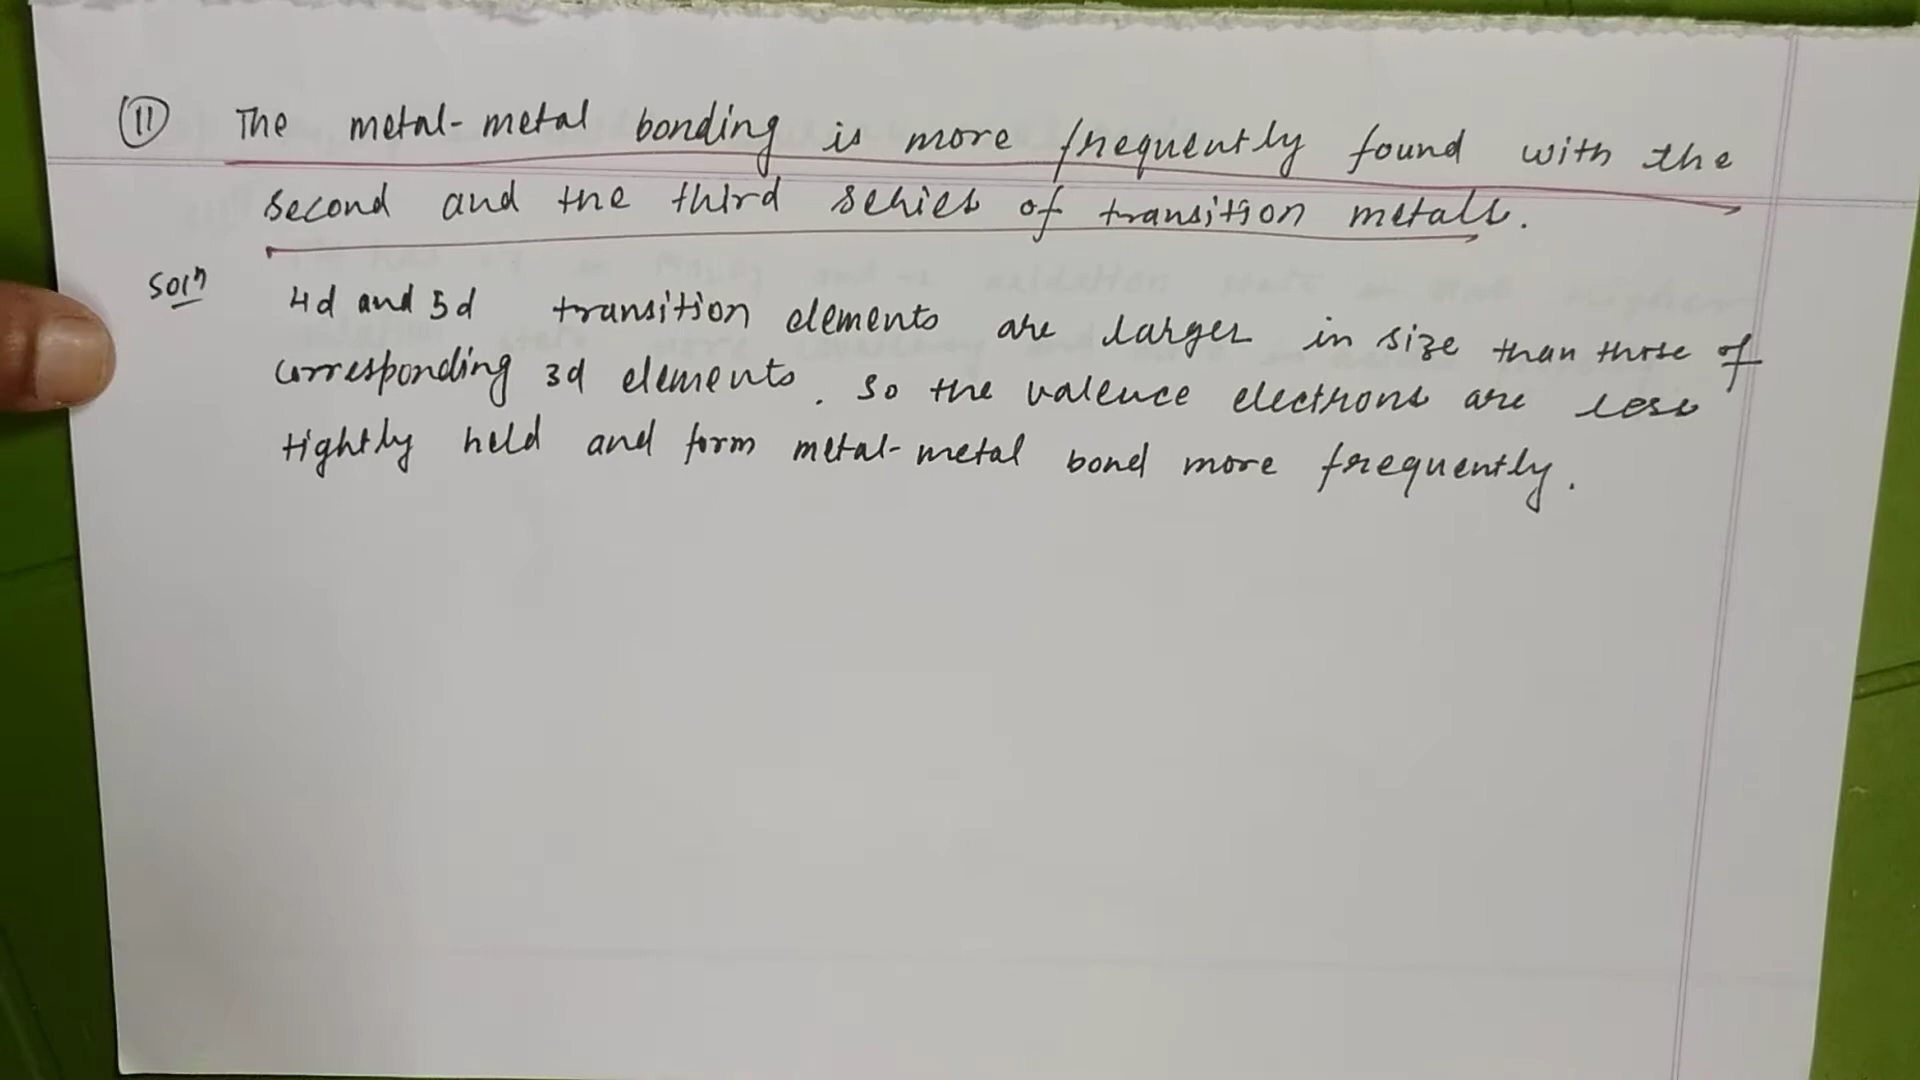 11 The metal-metal bonding is more frequently found with the
second and the third series of transition metals.
Solⁿ 4d and 5d transition elements are larger in size than those of
corresponding 3d elements. So the valence electrons are less
tightly held and form metal-metal bond more frequently.